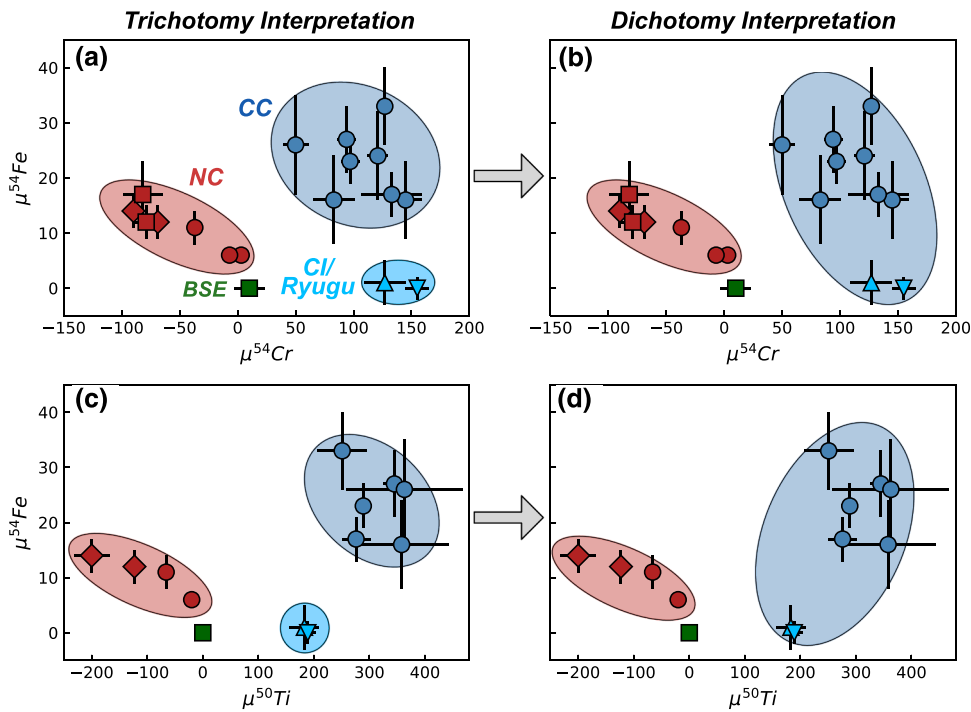 Trichotomy Interpretation
Dichotomy Interpretation
(a)
CC
NC
BSE
CI/
Ryugu
40
30
20
10
0
μ⁵⁴Fe
−150 −100 −50 0 50 100 150 200
μ⁵⁴Cr
(b)
−150 −100 −50 0 50 100 150 200
μ⁵⁴Cr
(c)
40
30
20
10
0
μ⁵⁴Fe
−200 −100 0 100 200 300 400
μ⁵⁰Ti
(d)
−200 −100 0 100 200 300 400
μ⁵⁰Ti